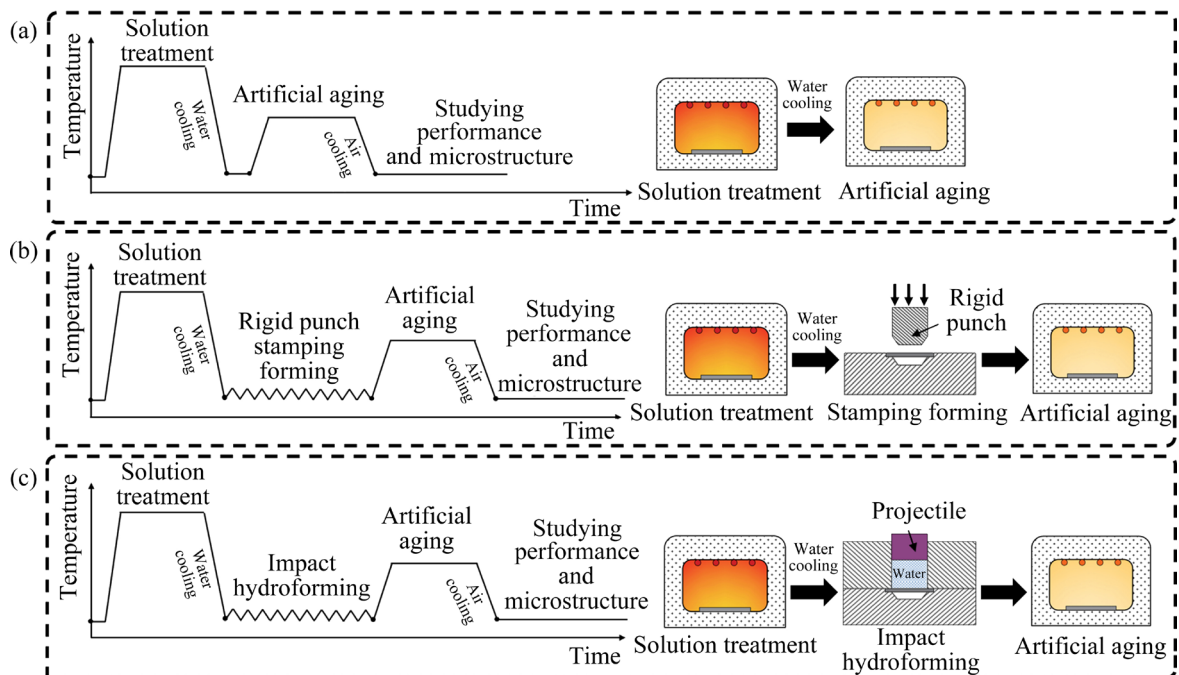 (a)
Solution
treatment
Temperature
Water
cooling
Artificial aging
Air
cooling
Studying
performance
and microstructure
Time
Water
cooling
Solution treatment
Artificial aging
(b)
Solution
treatment
Temperature
Water
cooling
Rigid punch
stamping
forming
Artificial
aging
Air
cooling
Studying
performance
and
microstructure
Time
Water
cooling
Rigid
punch
Solution treatment
Stamping forming
Artificial aging
(c)
Solution
treatment
Temperature
Water
cooling
Impact
hydroforming
Artificial
aging
Air
cooling
Studying
performance
and
microstructure
Time
Water
cooling
Projectile
Water
Solution treatment
Impact
hydroforming
Artificial aging